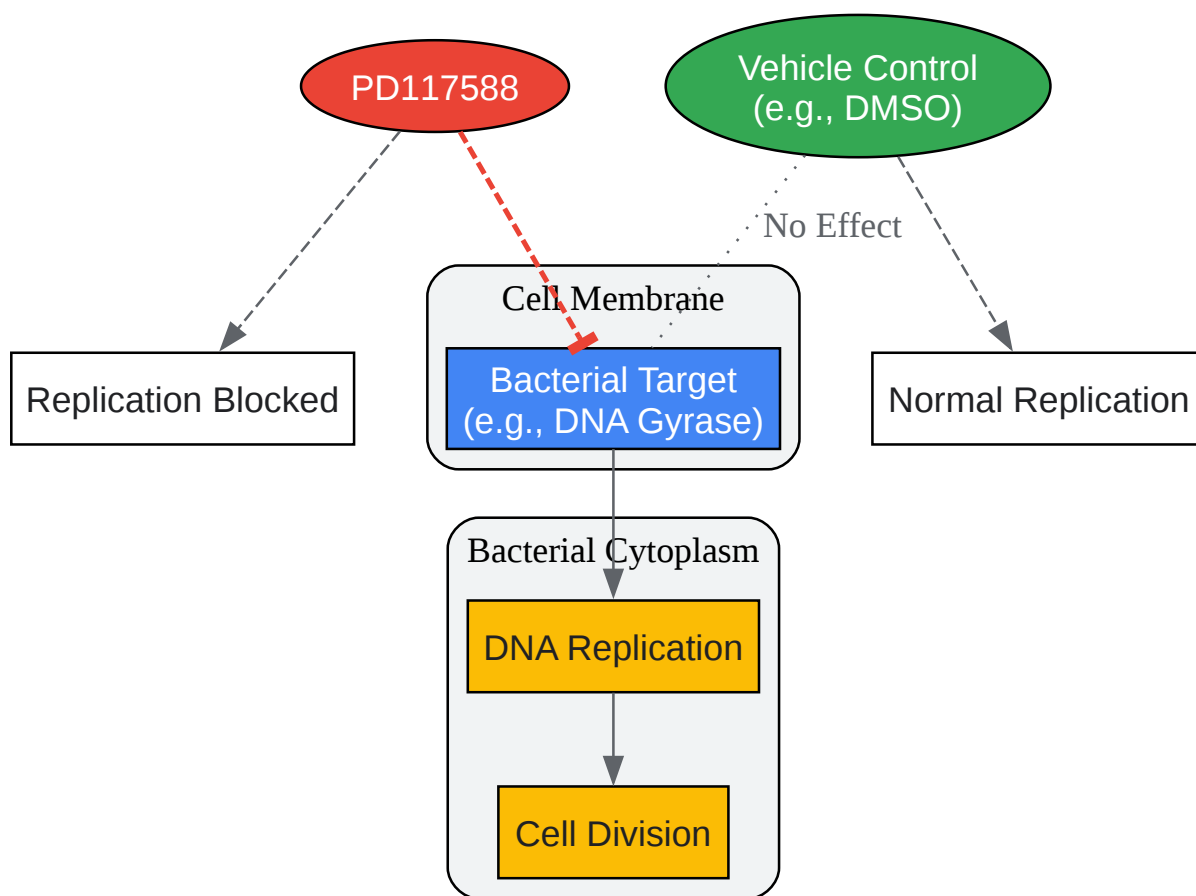 PD117588
Vehicle Control
(e.g., DMSO)
No Effect
Cell Membrane
Replication Blocked
Bacterial Target
(e.g., DNA Gyrase)
Normal Replication
Bacterial Cytoplasm
DNA Replication
Cell Division